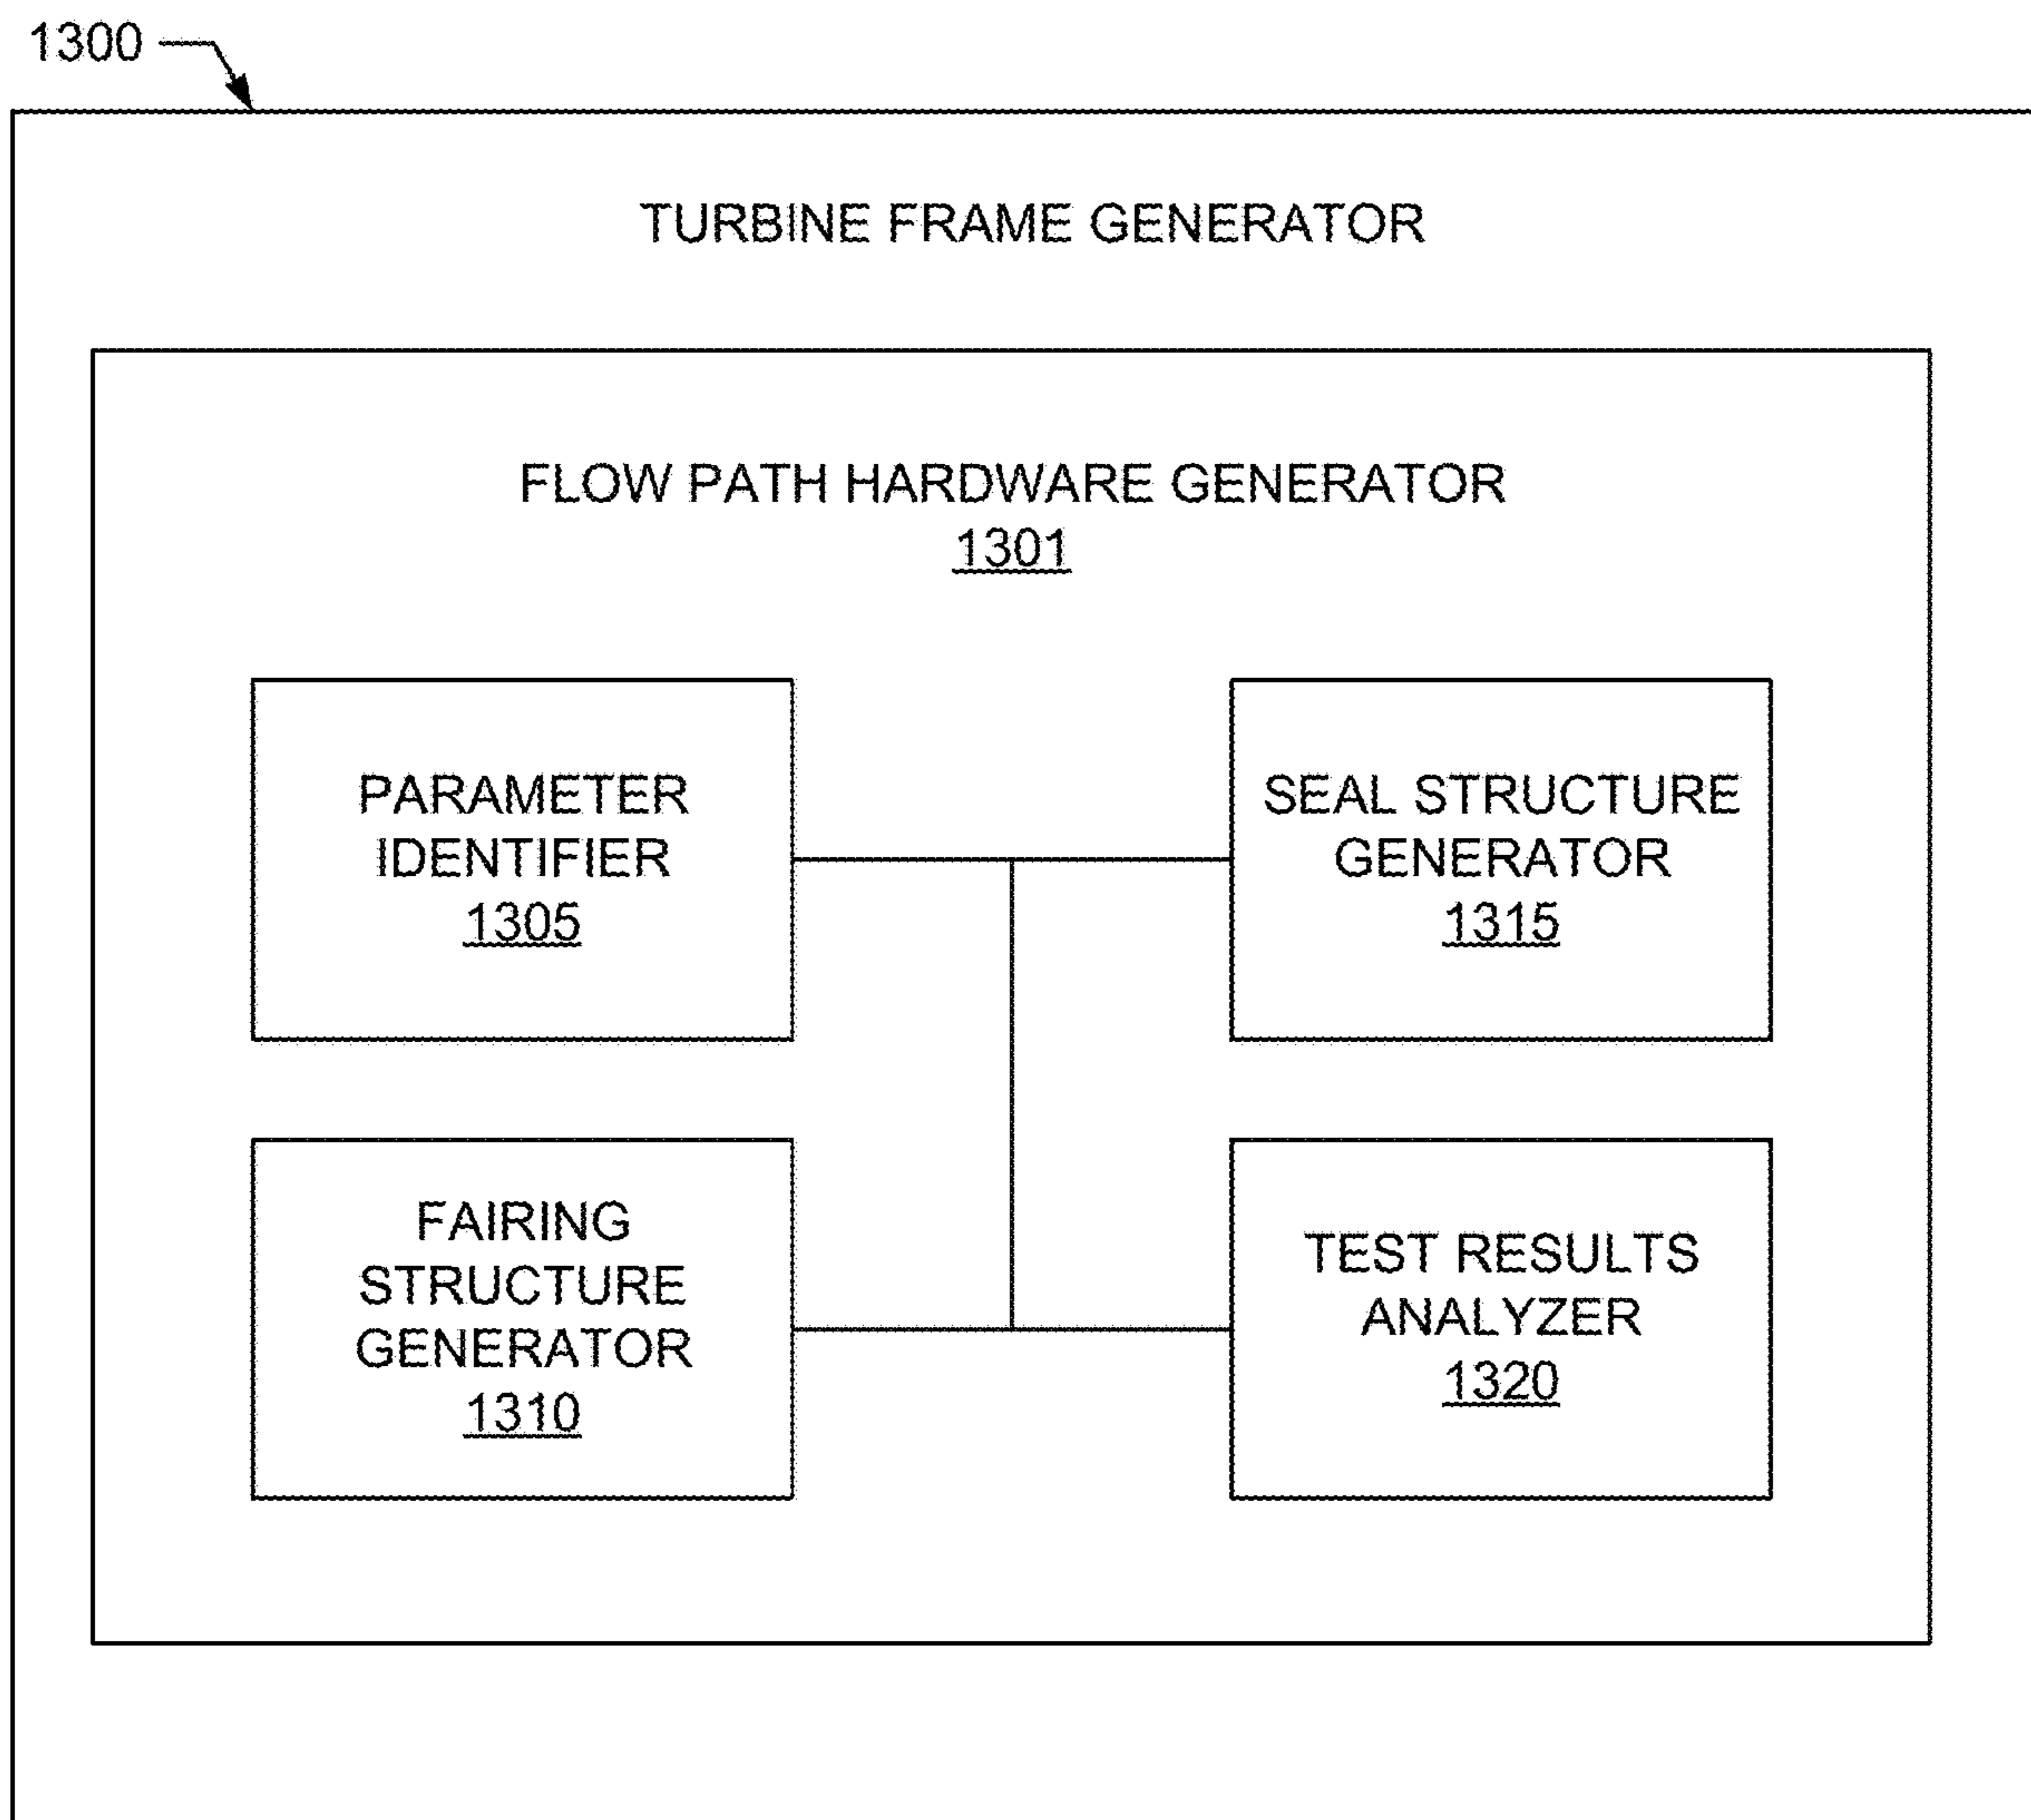 1300
TURBINE FRAME GENERATOR
FLOW PATH HARDWARE GENERATOR
1301
PARAMETER
IDENTIFIER
1305
SEAL STRUCTURE
GENERATOR
1315
FAIRING
STRUCTURE
GENERATOR
1310
TEST RESULTS
ANALYZER
1320